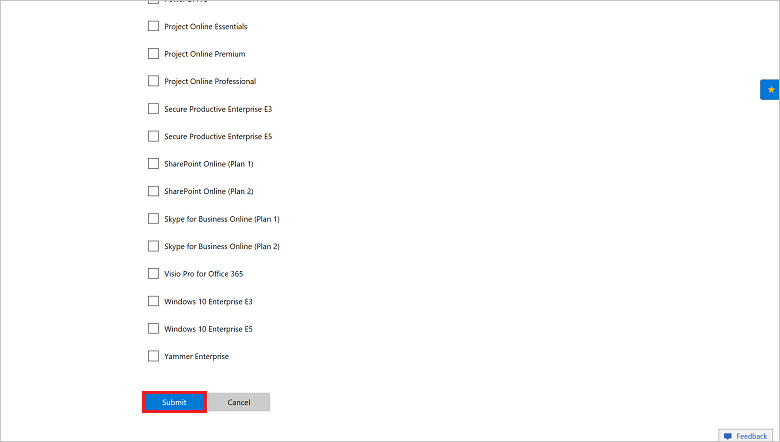 Project Online Essentials
Project Online Premium
Project Online Professional
Secure Productive Enterprise E3
Secure Productive Enterprise E5
SharePoint Online (Plan 1)
SharePoint Online (Plan 2)
Skype for Business Online (Plan 1)
Skype for Business Online (Plan 2)
Visio Pro for Office 365
Windows 10 Enterprise E3
Windows 10 Enterprise E5
Yammer Enterprise
Submit Cancel
Feedback